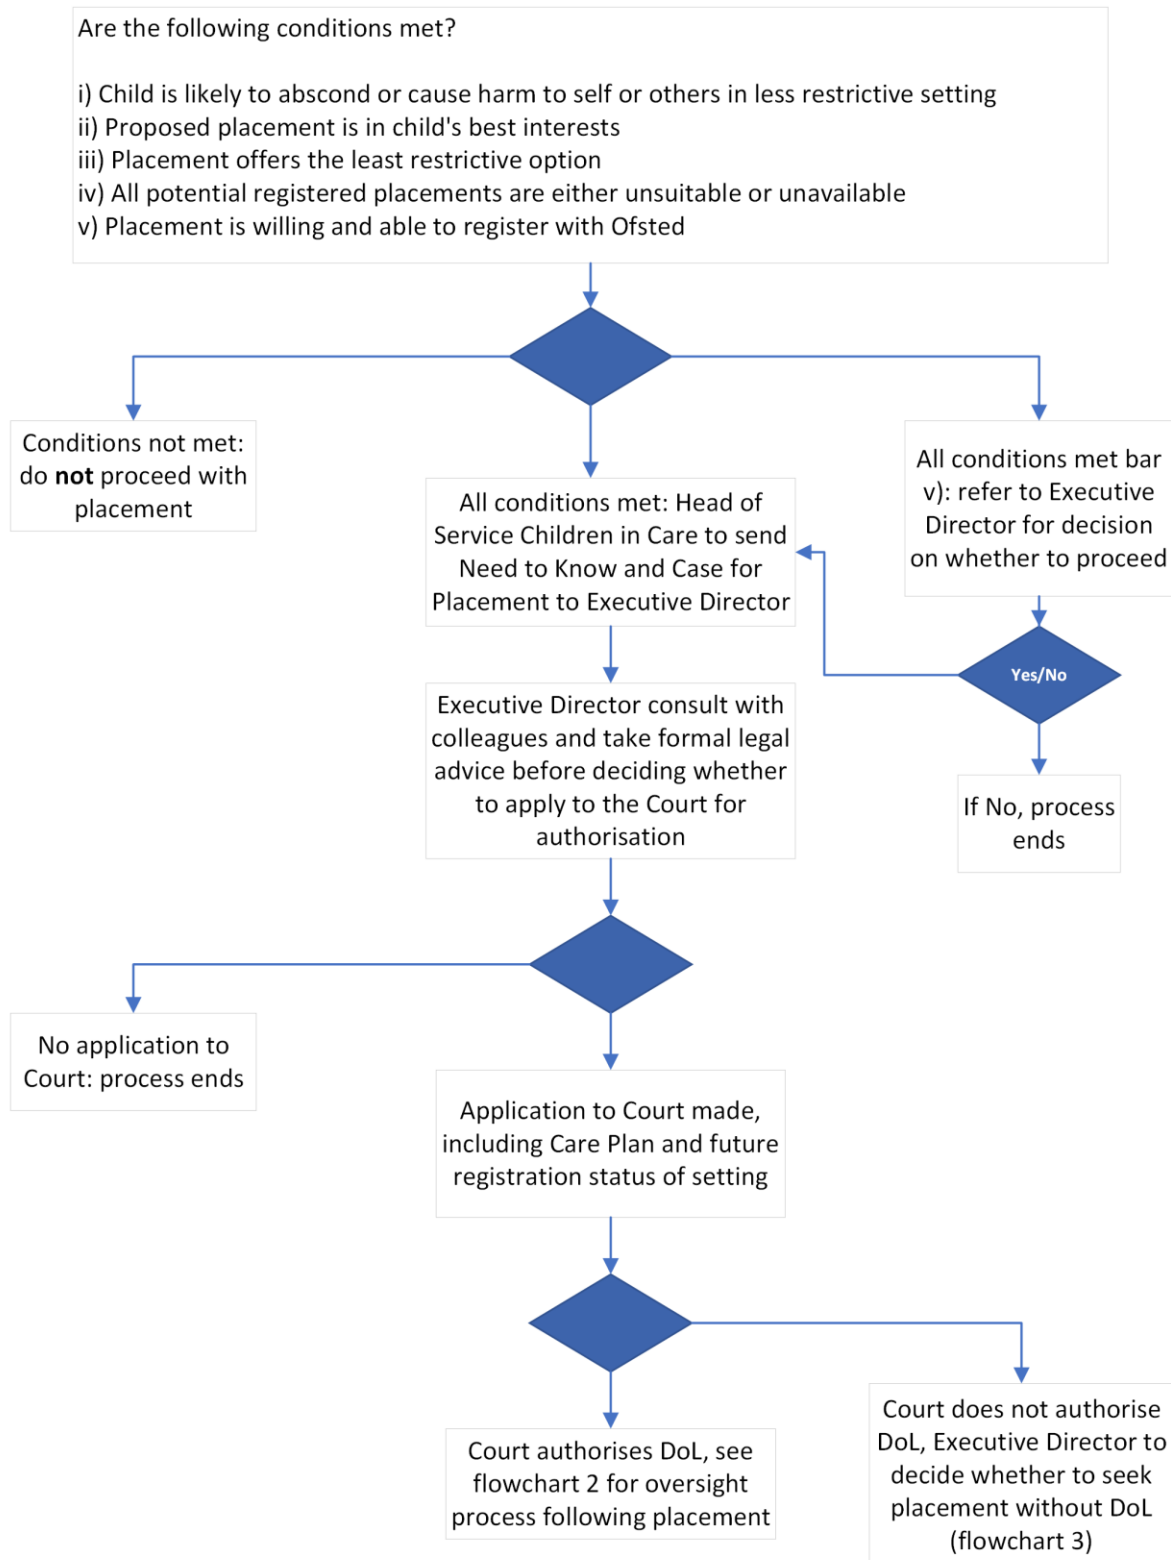 Are the following conditions met?
i) Child is likely to abscond or cause harm to self or others in less restrictive setting
ii) Proposed placement is in child's best interests
iii) Placement offers the least restrictive option
iv) All potential registered placements are either unsuitable or unavailable
v) Placement is willing and able to register with Ofsted
Conditions not met:
do not proceed with
placement
All conditions met: Head of
Service Children in Care to send
Need to Know and Case for
Placement to Executive Director
All conditions met bar
v): refer to Executive
Director for decision
on whether to proceed
Yes/No
If No, process
ends
Executive Director consult with
colleagues and take formal legal
advice before deciding whether
to apply to the Court for
authorisation
No application to
Court: process ends
Application to Court made,
including Care Plan and future
registration status of setting
Court authorises DoL, see
flowchart 2 for oversight
process following placement
Court does not authorise
DoL, Executive Director to
decide whether to seek
placement without DoL
(flowchart 3)